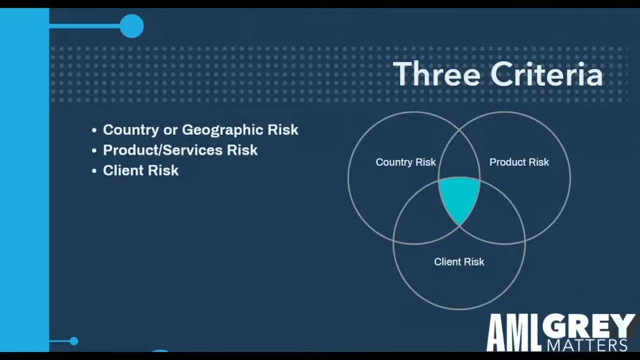 Three Criteria
• Country or Geographic Risk
• Product/Services Risk
• Client Risk
Country Risk
Product Risk
Client Risk
AML GREY
MATTERS